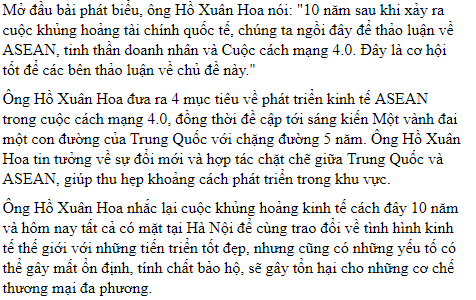 Mở đầu bài phát biểu, ông Hồ Xuân Hoa nói: "10 năm sau khi xảy ra
cuộc khủng hoảng tài chính quốc tế, chúng ta ngồi đây để thảo luận về
ASEAN, tinh thần doanh nhân và Cuộc cách mạng 4.0. Đây là cơ hội
tốt để các bên thảo luận về chủ đề này."
Ông Hồ Xuân Hoa đưa ra 4 mục tiêu về phát triển kinh tế ASEAN
trong cuộc cách mạng 4.0, đồng thời đề cập tới sáng kiến Một vành đai
một con đường của Trung Quốc với chặng đường 5 năm. Ông Hồ Xuân
Hoa tin tưởng về sự đổi mới và hợp tác chặt chẽ giữa Trung Quốc và
ASEAN, giúp thu hẹp khoảng cách phát triển trong khu vực.
Ông Hồ Xuân Hoa nhắc lại cuộc khủng hoảng kinh tế cách đây 10 năm
và hôm nay tất cả có mặt tại Hà Nội để cùng trao đổi về tình hình kinh
tế thế giới với những tiến triển tốt đẹp, nhưng cũng có những yếu tố có
thể gây mất ổn định, tính chất bảo hộ, sẽ gây tổn hại cho những cơ chế
thương mại đa phương.